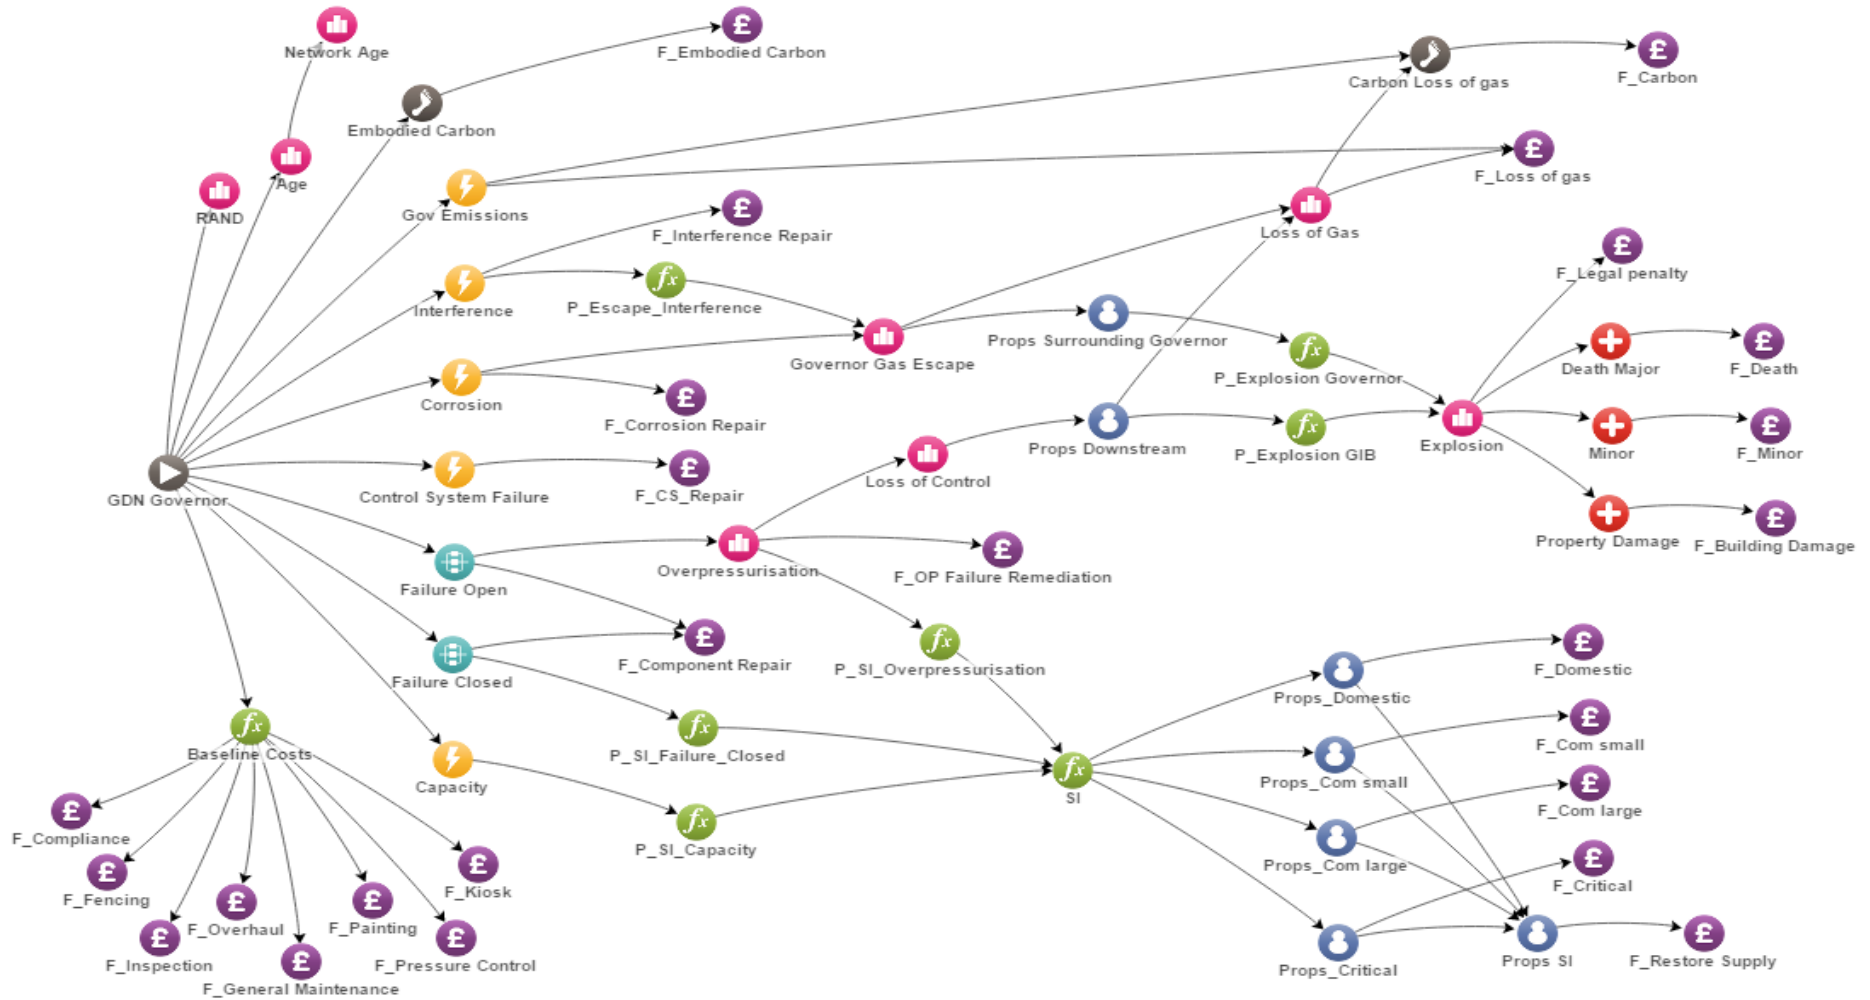 Network Age
F_Embodied Carbon
Carbon Loss of gas
F_Carbon
Embodied Carbon
Age
RAND
Gov Emissions
F_Loss of gas
F_Interference Repair
Loss of Gas
F_Legal penalty
Interference
P_Escape_Interference
Props Surrounding Governor
Governor Gas Escape
P_Explosion Governor
Death Major
F_Death
Corrosion
F_Corrosion Repair
Props Downstream
P_Explosion GIB
Explosion
Minor
F_Minor
GDN Governor
Control System Failure
F_CS_Repair
Loss of Control
Property Damage
F_Building Damage
Overpressurisation
F_OP Failure Remediation
Failure Open
F_Component Repair
P_SI_Overpressurisation
F_Domestic
Failure Closed
Props_Domestic
Baseline Costs
P_SI_Failure_Closed
F_Com small
Capacity
SI
Props_Com small
F_Com large
F_Compliance
P_SI_Capacity
Props_Com large
F_Critical
F_Fencing
F_Kiosk
F_Overhaul
F_Painting
F_Inspection
F_Pressure Control
Props_Critical
Props SI
F_Restore Supply
F_General Maintenance